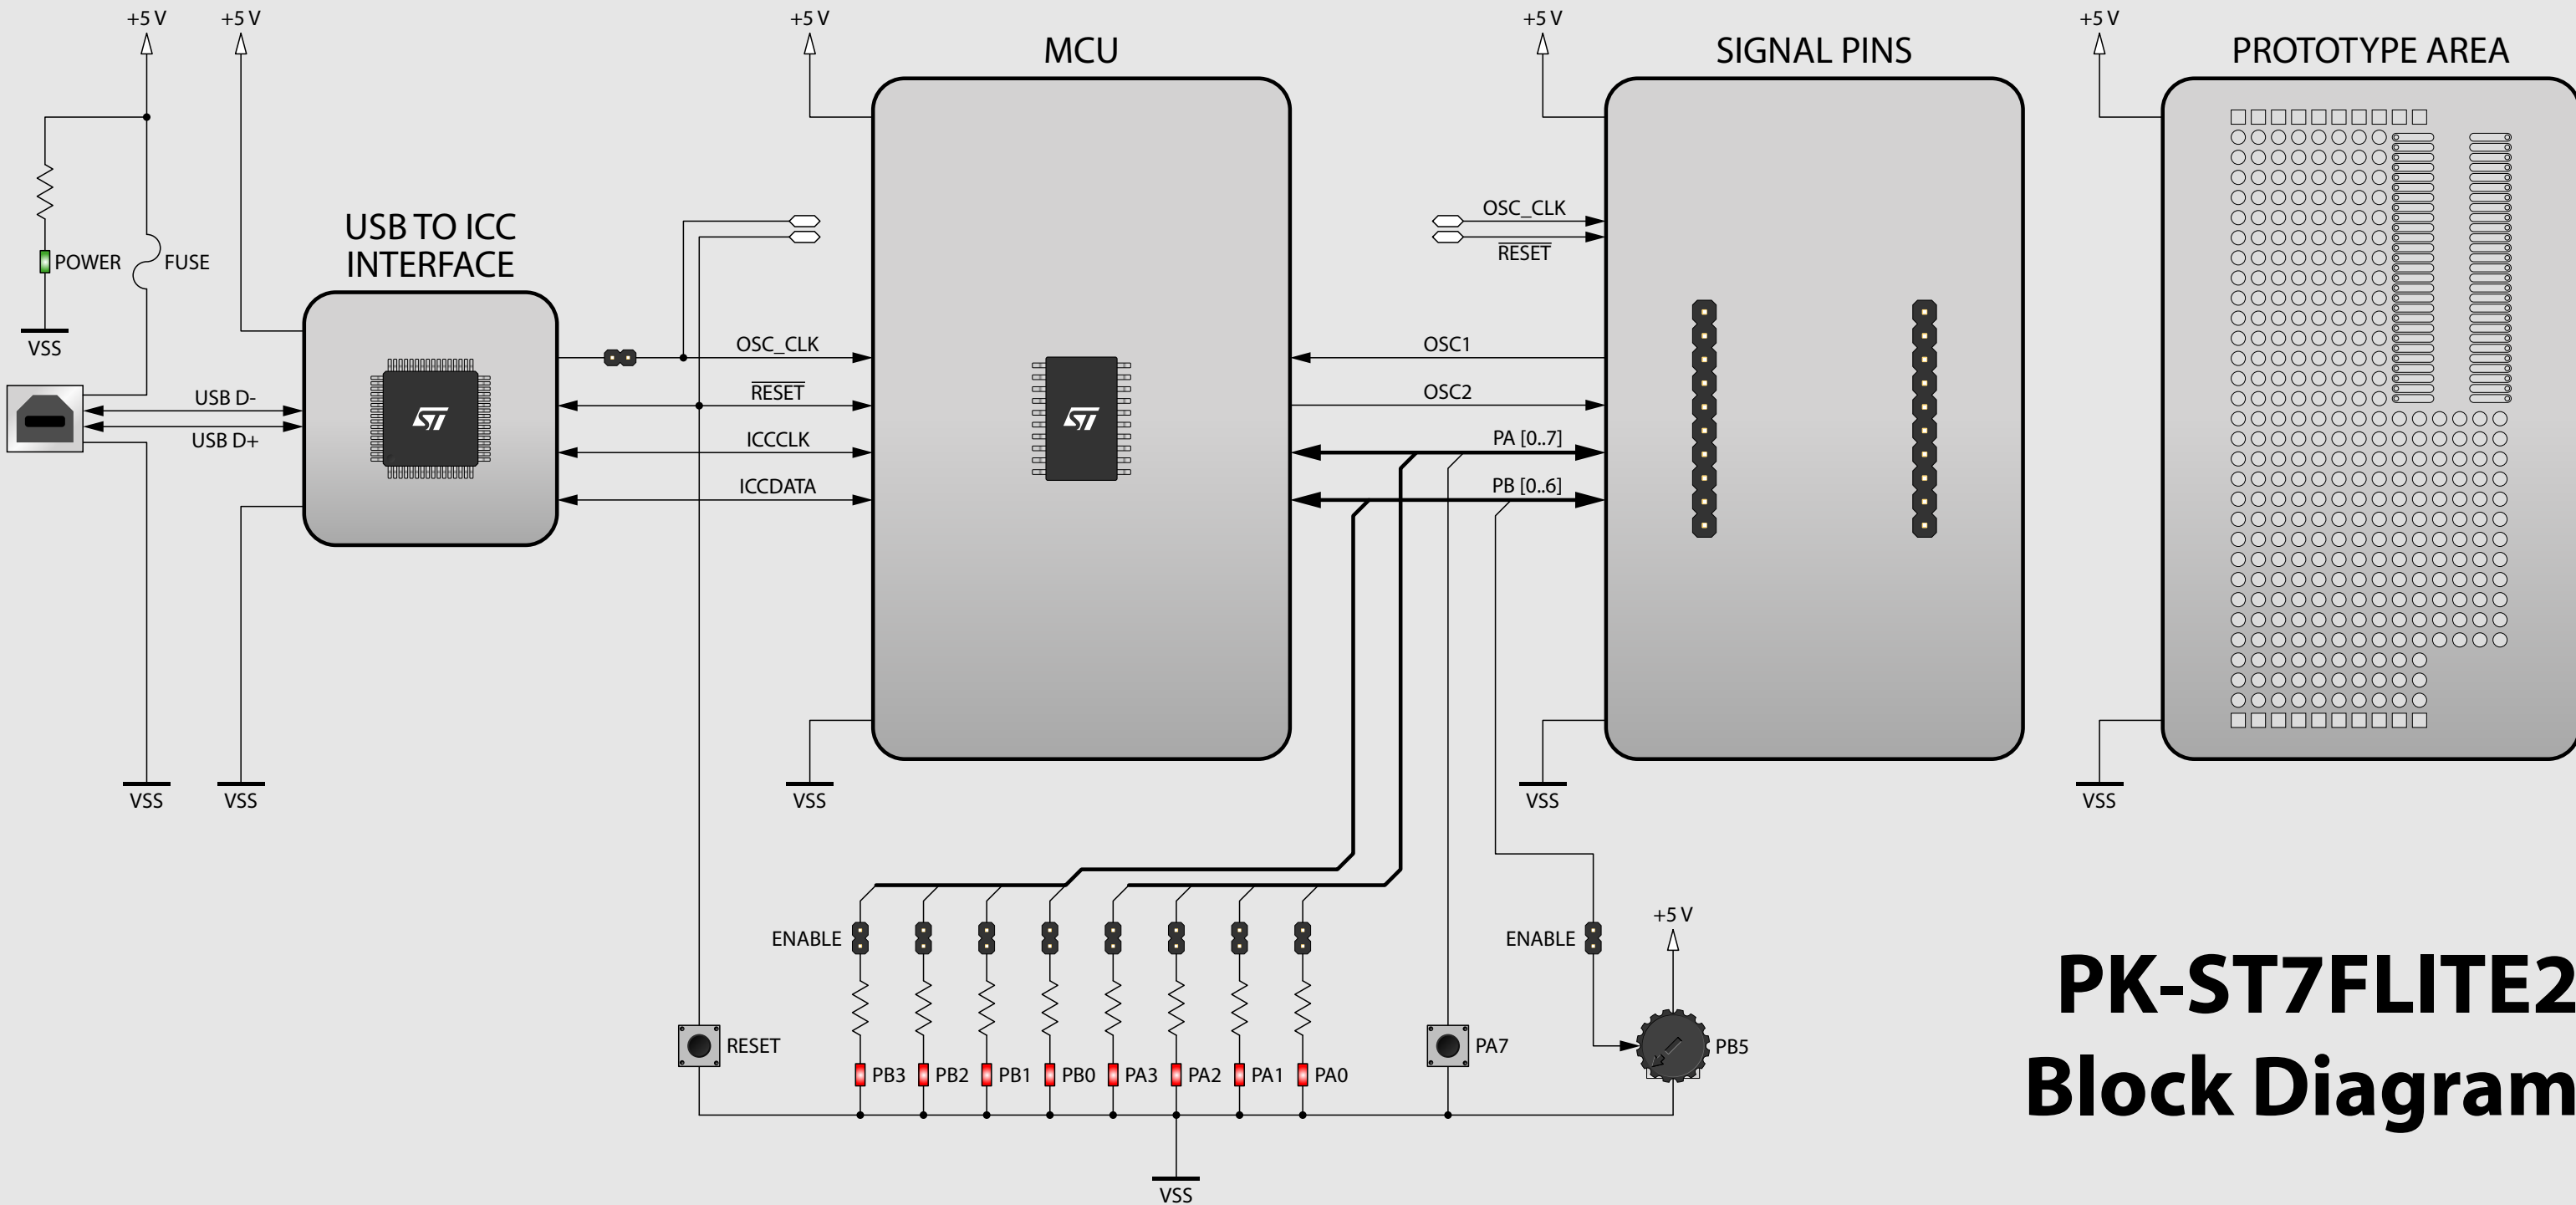 +5 V
+5 V
+5 V
+5 V
+5 V
MCU
SIGNAL PINS
PROTOTYPE AREA
USB TO ICC
INTERFACE
POWER
FUSE
VSS
USB D-
USB D+
OSC_CLK
RESET
ICCCLK
ICCDATA
OSC_CLK
RESET
OSC1
OSC2
PA [0..7]
PB [0..6]
ST
ST
VSS
VSS
VSS
VSS
VSS
ENABLE
ENABLE
+5 V
RESET
PB3
PB2
PB1
PB0
PA3
PA2
PA1
PA0
PA7
PB5
VSS
PK-ST7FLITE2
Block Diagram